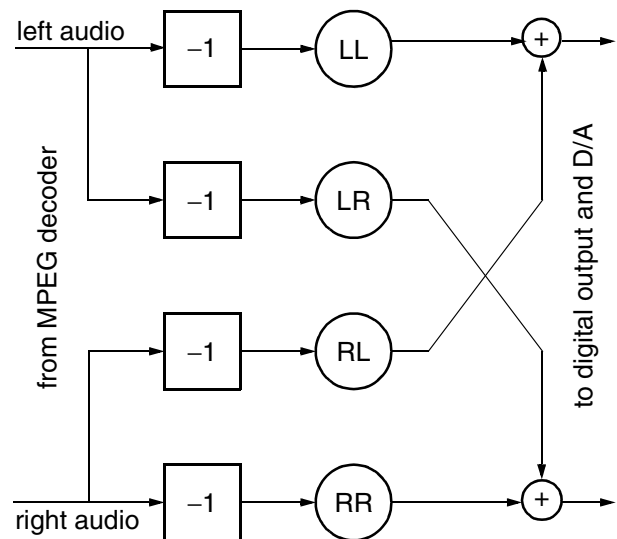 left audio
−1
LL
+
−1
LR
from MPEG decoder
to digital output and D/A
−1
RL
−1
RR
+
right audio